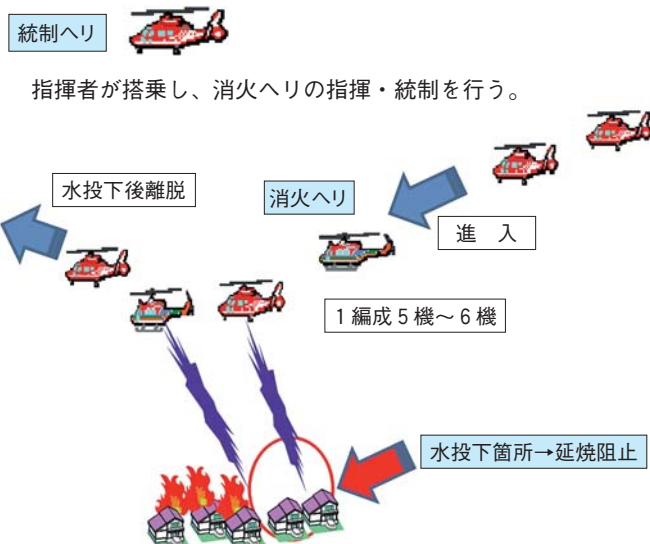 統制ヘリ
指揮者が搭乗し、消火ヘリの指揮・統制を行う。
水投下後離脱
消火ヘリ
進　入
1編成5機～6機
水投下箇所→延焼阻止